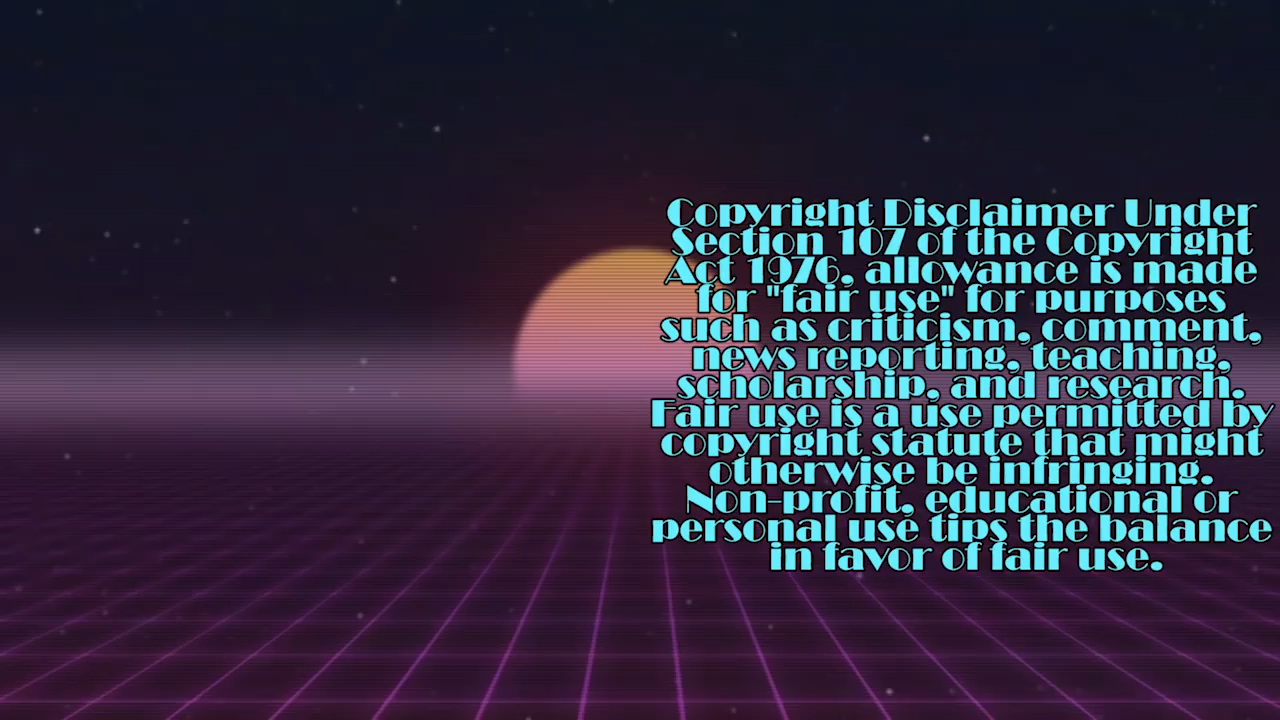 Copyright Disclaimer Under
Section 107 of the Copyright
Act 1976, allowance is made
for "fair use" for purposes
such as criticism, comment,
news reporting, teaching,
scholarship, and research.
Fair use is a use permitted by
copyright statute that might
otherwise be infringing.
Non-profit, educational or
personal use tips the balance
in favor of fair use.